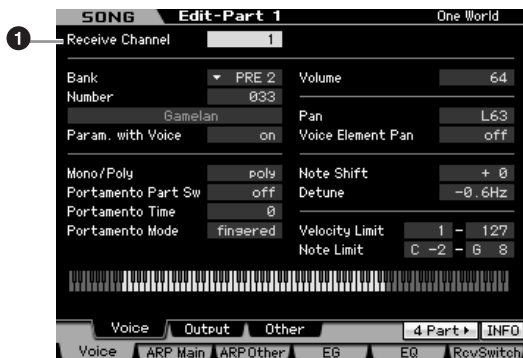 SONG Edit-Part 1 One World
1 Receive Channel 1
Bank PRE 2 Volume 64
Number 033
Gamelan Pan L63
Param. with Voice on Voice Element Pan off
Mono/Poly poly Note Shift + 0
Portamento Part Sw off Detune -0.6Hz
Portamento Time 0
Portamento Mode fingered Velocity Limit 1 - 127
Note Limit C -2 - G 8
Voice Output Other 4 Part INFO
Voice ARP Main ARP Other EG EQ RcvSwitch